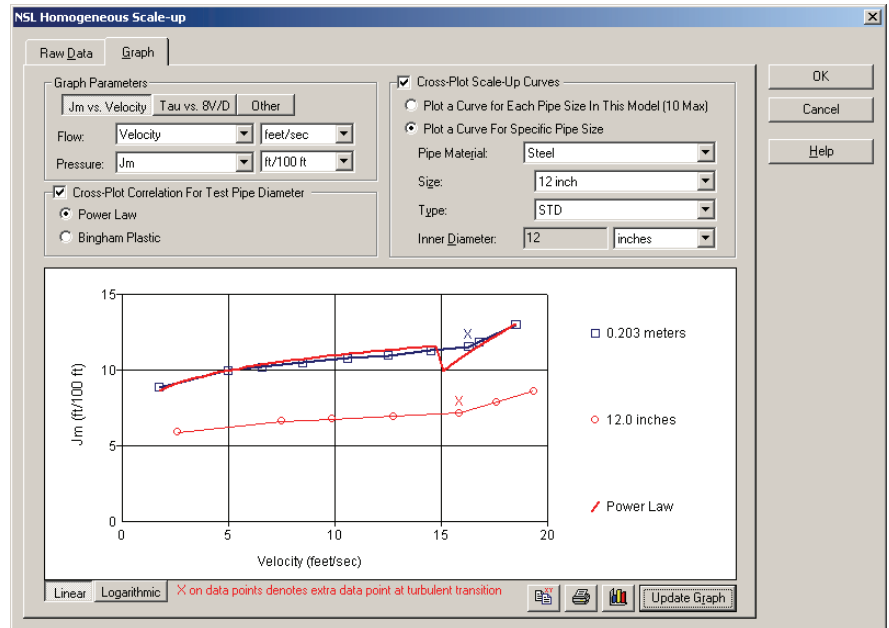 NSL Homogeneous Scale-up
Raw Data Graph
Graph Parameters
Jm vs. Velocity Tau vs. 8V/D Other
Flow: Velocity feet/sec
Pressure: Jm ft/100 ft
Cross-Plot Correlation For Test Pipe Diameter
Power Law
Bingham Plastic
Cross-Plot Scale-Up Curves
Plot a Curve for Each Pipe Size In This Model (10 Max)
Plot a Curve For Specific Pipe Size
Pipe Material: Steel
Size: 12 inch
Type: STD
Inner Diameter: 12 inches
OK
Cancel
Help
15
10
5
0
Jm (ft/100 ft)
X
X
0 5 10 15 20
Velocity (feet/sec)
0.203 meters
12.0 inches
Power Law
Linear Logarithmic X on data points denotes extra data point at turbulent transition
XY
Update Graph